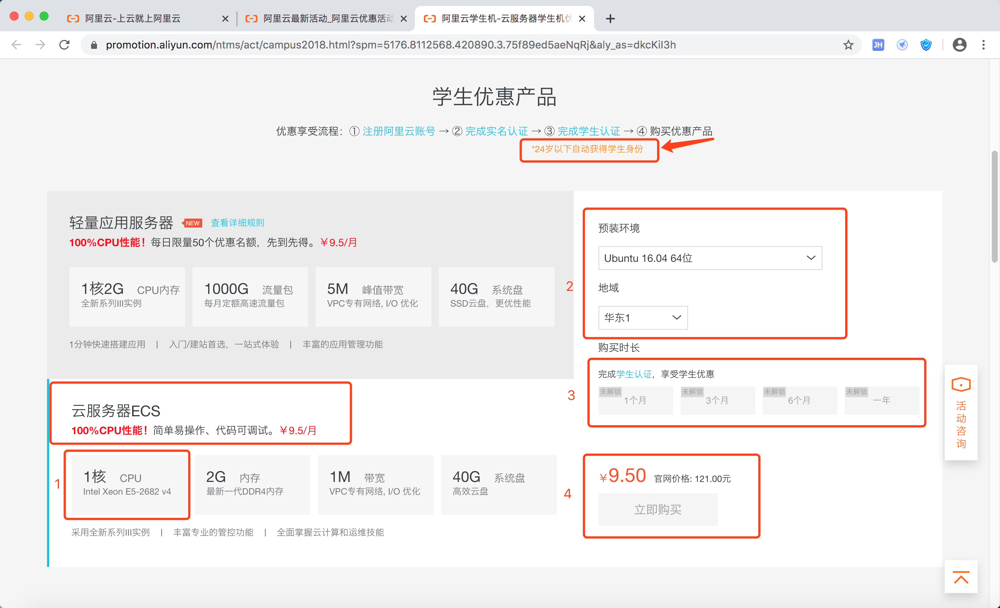 阿里云-上云就上阿里云
阿里云最新活动_阿里云优惠活动
阿里云学生机-云服务器学生机优
promotion.aliyun.com/ntms/act/campus2018.html?spm=5176.8112568.420890.3.75f89ed5aeNqRj&aly_as=dkcKiI3h
JH
学生优惠产品
优惠享受流程：① 注册阿里云账号 → ② 完成实名认证 → ③ 完成学生认证 → ④ 购买优惠产品
*24岁以下自动获得学生身份
轻量应用服务器 NEW 查看详细规则
100%CPU性能！每日限量50个优惠名额，先到先得。￥9.5/月
1核2G CPU内存
全新系列III实例
1000G 流量包
每月定额高速流量包
5M 峰值带宽
VPC专有网络, I/O 优化
40G 系统盘
SSD云盘，更优性能
1分钟快速搭建应用 | 入门/建站首选，一站式体验 | 丰富的应用管理功能
云服务器ECS
100%CPU性能！简单易操作、代码可调试。￥9.5/月
1
1核 CPU
Intel Xeon E5-2682 v4
2G 内存
最新一代DDR4内存
1M 带宽
VPC专有网络, I/O 优化
40G 系统盘
高效云盘
采用全新系列III实例 | 丰富专业的管控功能 | 全面掌握云计算和运维技能
2
预装环境
Ubuntu 16.04 64位
地域
华东1
购买时长
3
完成学生认证，享受学生优惠
未解锁 1个月
未解锁 3个月
未解锁 6个月
未解锁 一年
4
￥9.50 官网价格: 121.00元
立即购买
活
动
咨
询